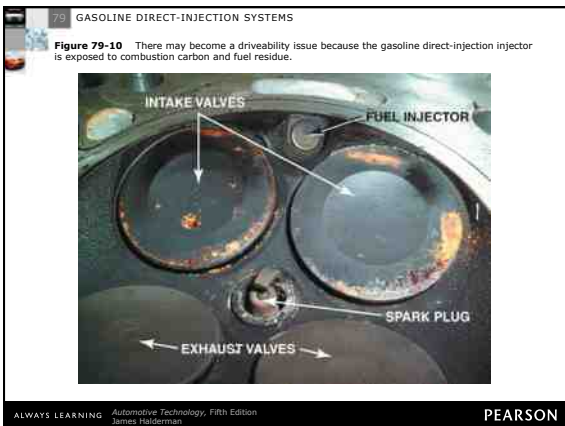 79 GASOLINE DIRECT-INJECTION SYSTEMS
Figure 79-10 There may become a driveability issue because the gasoline direct-injection injector
is exposed to combustion carbon and fuel residue.
INTAKE VALVES
FUEL INJECTOR
SPARK PLUG
EXHAUST VALVES
ALWAYS LEARNING Automotive Technology, Fifth Edition
James Halderman
PEARSON